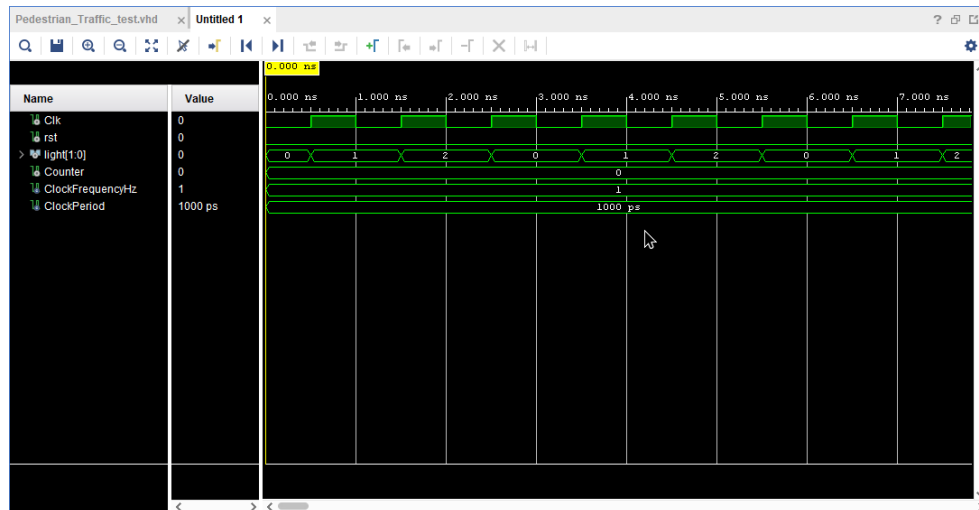 Pedestrian_Traffic_test.vhd × Untitled 1 ×
0.000 ns
Name Value 0.000 ns 1.000 ns 2.000 ns 3.000 ns 4.000 ns 5.000 ns 6.000 ns 7.000 ns
Clk 0
rst 0
light[1:0] 0 0 1 2 0 1 2 0 1 2
Counter 0 0
ClockFrequencyHz 1 1
ClockPeriod 1000 ps 1000 ps